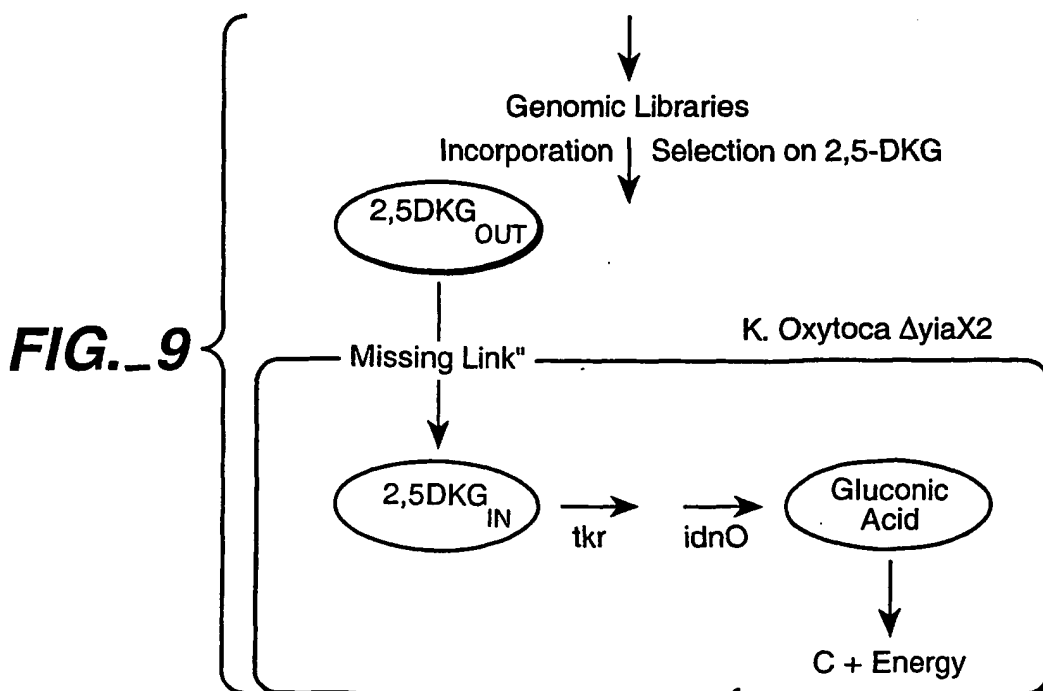 Genomic Libraries
Incorporation Selection on 2,5-DKG
2,5DKG OUT
K. Oxytoca ΔyiaX2
FIG._9
Missing Link"
2,5DKG IN
tkr
idnO
Gluconic
Acid
C + Energy